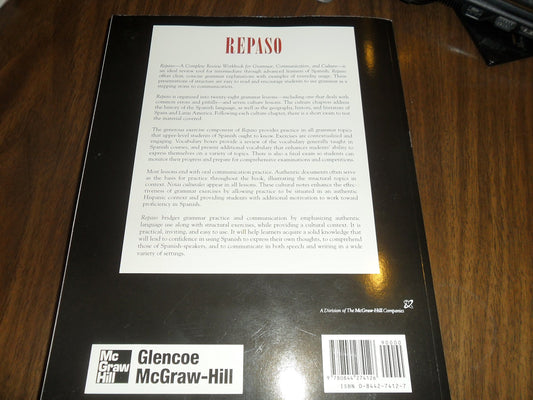 REPASO
Repaso—A Complete Review Workbook for Grammar, Communication, and Culture—is
an ideal review tool for intermediate through advanced learners of Spanish. Repaso
offers clear, concise grammar explanations with examples of everyday usage. These
presentations of structure are easy to read and encourage students to see grammar as a
stepping stone to communication.
Repaso is organized into twenty-eight grammar lessons—including one that deals with
common errors and pitfalls—and seven culture lessons. The culture chapters address
the history of the Spanish language, as well as the geography, history, and literature of
Spain and Latin America. Following each culture chapter, there is a short exam to test
the material covered.
The generous exercise component of Repaso provides practice in all grammar topics
that upper-level students of Spanish ought to know. Exercises are contextualized and
engaging. Vocabulary boxes provide a review of the vocabulary generally taught in
Spanish courses, and present additional vocabulary that enhances students' ability to
express themselves on a variety of topics. There is also a final exam so students can
monitor their progress and prepare for comprehensive examinations and competitions.
Most lessons end with oral communication practice. Authentic documents often serve
as the basis for practice throughout the book, illustrating the structural topics in
context. Notas culturales appear in all lessons. These cultural notes enhance the effec-
tiveness of grammar exercises by allowing practice to be situated in an authentic
Hispanic context and providing students with additional motivation to work toward
proficiency in Spanish.
Repaso bridges grammar practice and communication by emphasizing authentic
language use along with structural exercises, while providing a cultural context. It is
practical, inviting, and easy to use. It will help learners acquire a solid knowledge that
will lead to confidence in using Spanish to express their own thoughts, to comprehend
those of Spanish-speakers, and to communicate in both speech and writing in a wide
variety of settings.
A Division of The McGraw-Hill Companies
90000
9 780844 274126
ISBN 0-8442-7412-7
Mc
Graw
Hill
Glencoe
McGraw-Hill